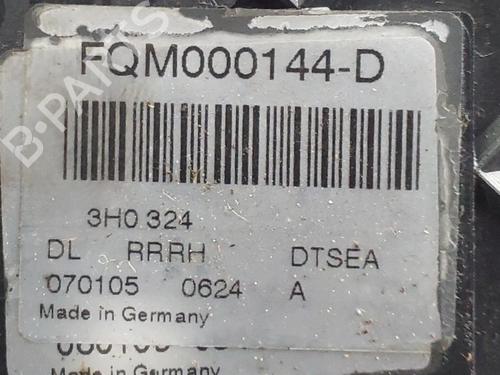 FQM000144-D
3H0 324
DL RRRH DTSEA
070105 0624 A
Made in Germany
Made in Germany
B-PARTS